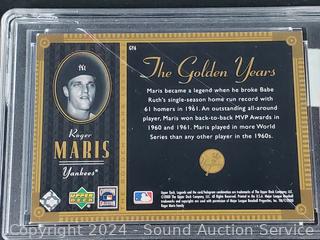 GY6
The Golden Years
Roger
MARIS
Yankees
Maris became a legend when he broke Babe
Ruth's single-season home run record with
61 homers in 1961. An outstanding all-around
player, Maris won back-to-back MVP Awards in
1960 and 1961. Maris played in more World
Series than any other player in the 1960s.
UPPER DECK
Copyright 2024 - Sound Auction Service